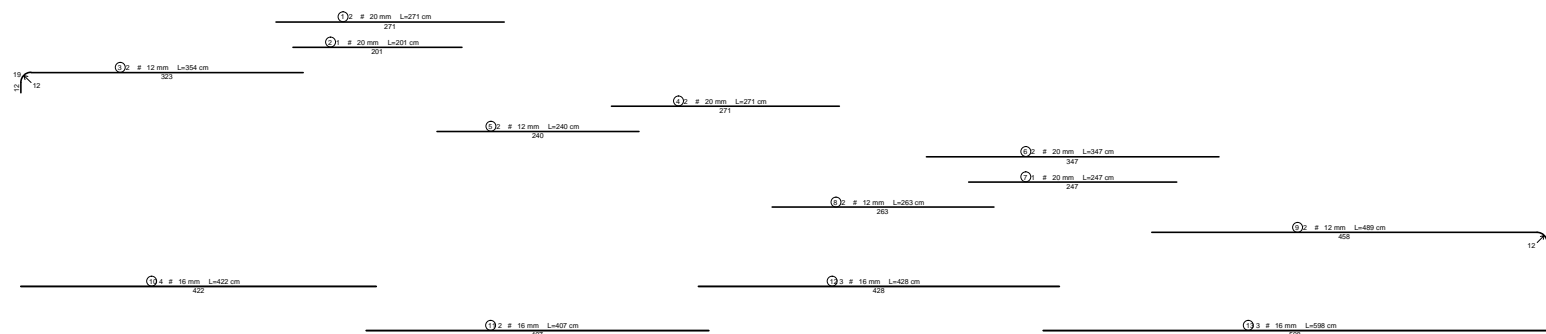 1 2 # 20 mm L=271 cm
271
2 1 # 20 mm L=201 cm
201
3 2 # 12 mm L=354 cm
323
19
12
12
4 2 # 20 mm L=271 cm
271
5 2 # 12 mm L=240 cm
240
6 2 # 20 mm L=347 cm
347
7 1 # 20 mm L=247 cm
247
8 2 # 12 mm L=263 cm
263
9 2 # 12 mm L=489 cm
458
12
10 4 # 16 mm L=422 cm
422
12 3 # 16 mm L=428 cm
428
11 2 # 16 mm L=407 cm
13 3 # 16 mm L=598 cm